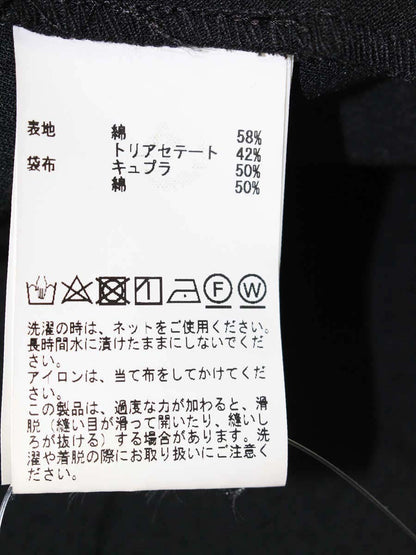 表地 綿 58%
トリアセテート 42%
袋布 キュプラ 50%
綿 50%
F W
洗濯の時は、ネットをご使用ください。
長時間水に漬けたままにしないでくだ
さい。
アイロンは、当て布をしてかけてくだ
さい。
この製品は、過度な力が加わると、滑
脱（縫い目が滑って開いたり、縫いし
ろが抜ける）する場合があります。洗
濯や着脱の際にお取り扱いにご注意く
ださい。